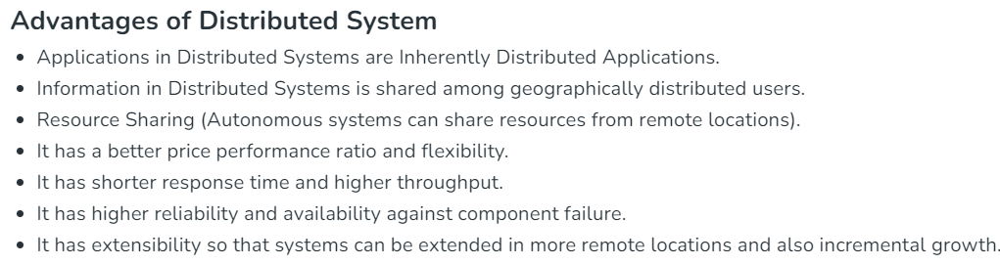 Advantages of Distributed System
• Applications in Distributed Systems are Inherently Distributed Applications.
• Information in Distributed Systems is shared among geographically distributed users.
• Resource Sharing (Autonomous systems can share resources from remote locations).
• It has a better price performance ratio and flexibility.
• It has shorter response time and higher throughput.
• It has higher reliability and availability against component failure.
• It has extensibility so that systems can be extended in more remote locations and also incremental growth.